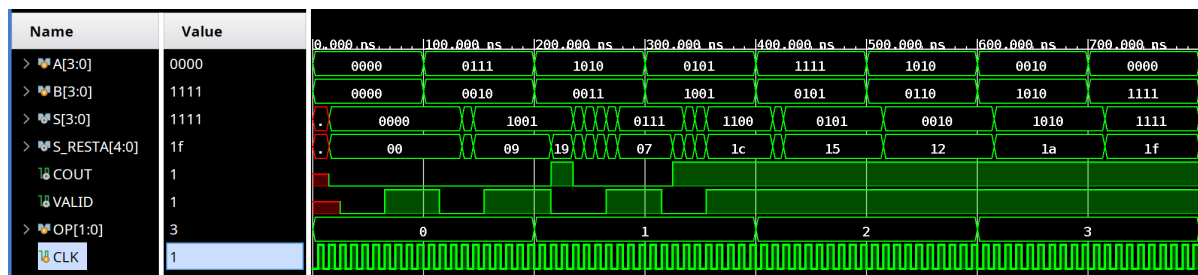 Name Value 0.000 ns 100.000 ns 200.000 ns 300.000 ns 400.000 ns 500.000 ns 600.000 ns 700.000 ns
A[3:0] 0000 0000 0111 1010 0101 1111 1010 0010 0000
B[3:0] 1111 0000 0010 0011 1001 0101 0110 1010 1111
S[3:0] 1111 . 0000 1001 0111 1100 0101 0010 1010 1111
S_RESTA[4:0] 1f . 00 09 19 07 1c 15 12 1a 1f
COUT 1
VALID 1
OP[1:0] 3 0 1 2 3
CLK 1